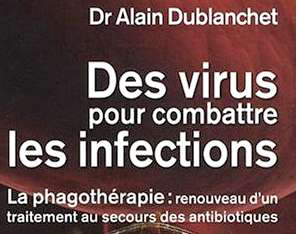 Dr Alain Dublanchet
Des virus
pour combattre
les infections
La phagothérapie : renouveau d'un
traitement au secours des antibiotiques